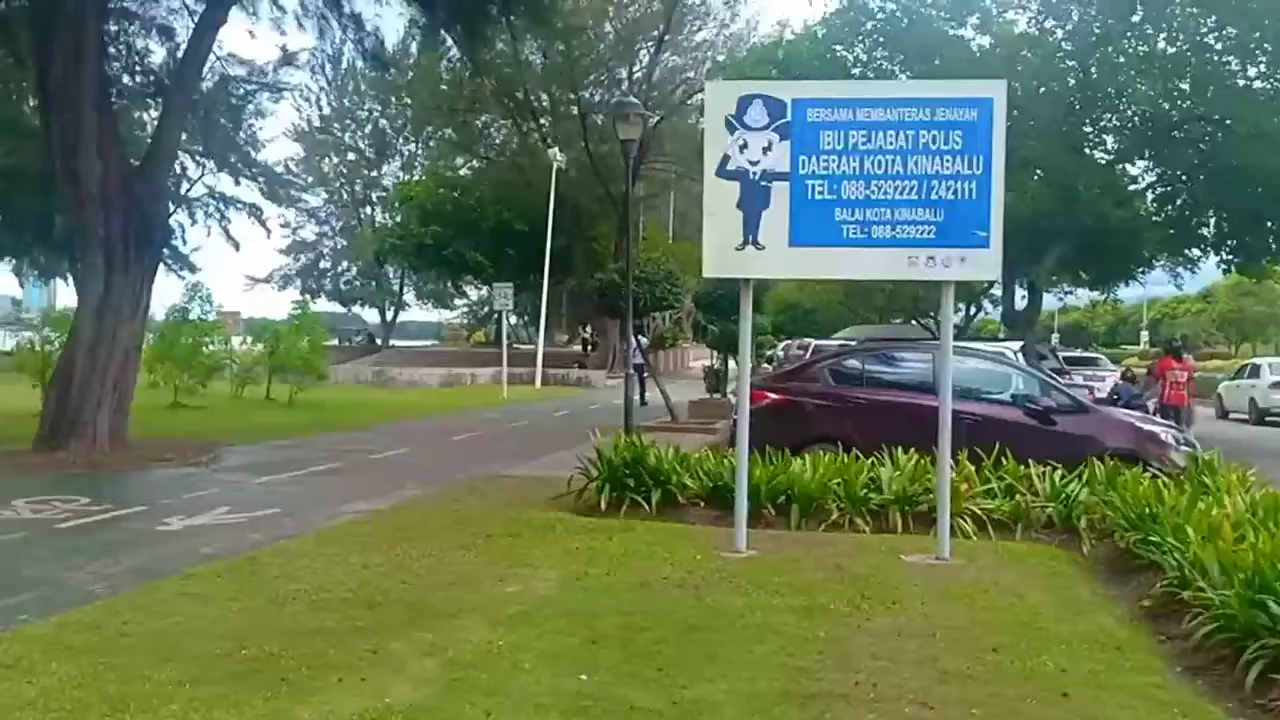 BERSAMA MEMBANTERAS JENAYAH
IBU PEJABAT POLIS
DAERAH KOTA KINABALU
TEL: 088-529222 / 242111
BALAI KOTA KINABALU
TEL: 088-529222